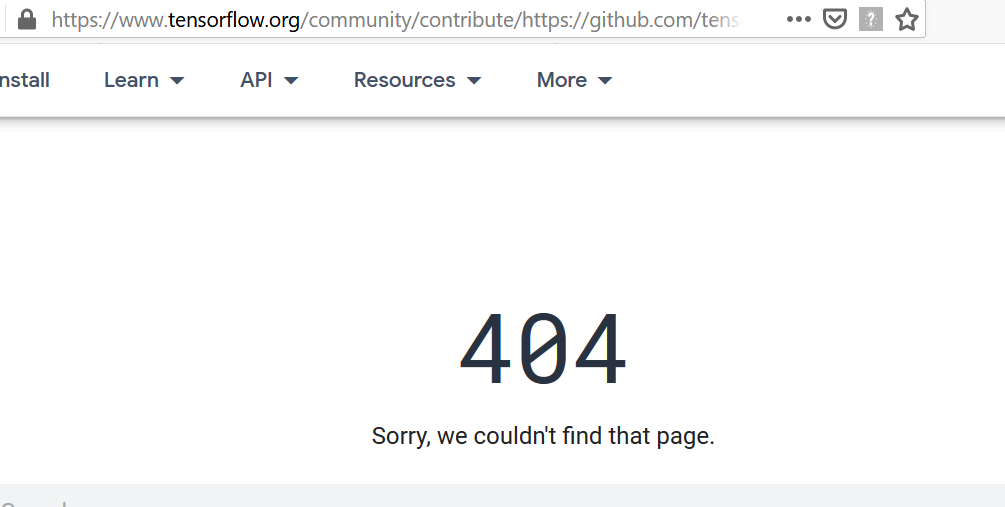 https://www.tensorflow.org/community/contribute/https://github.com/tens
nstall Learn API Resources More
404
Sorry, we couldn't find that page.